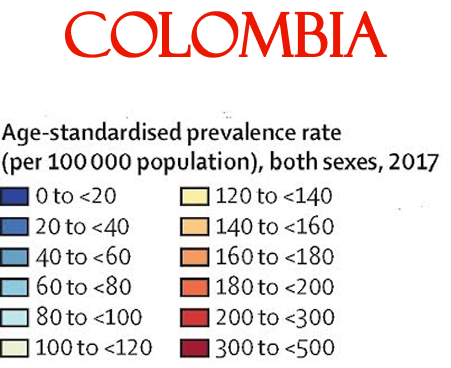 COLOMBIA
Age-standardised prevalence rate
(per 100 000 population), both sexes, 2017
0 to <20
20 to <40
40 to <60
60 to <80
80 to <100
100 to <120
120 to <140
140 to <160
160 to <180
180 to <200
200 to <300
300 to <500